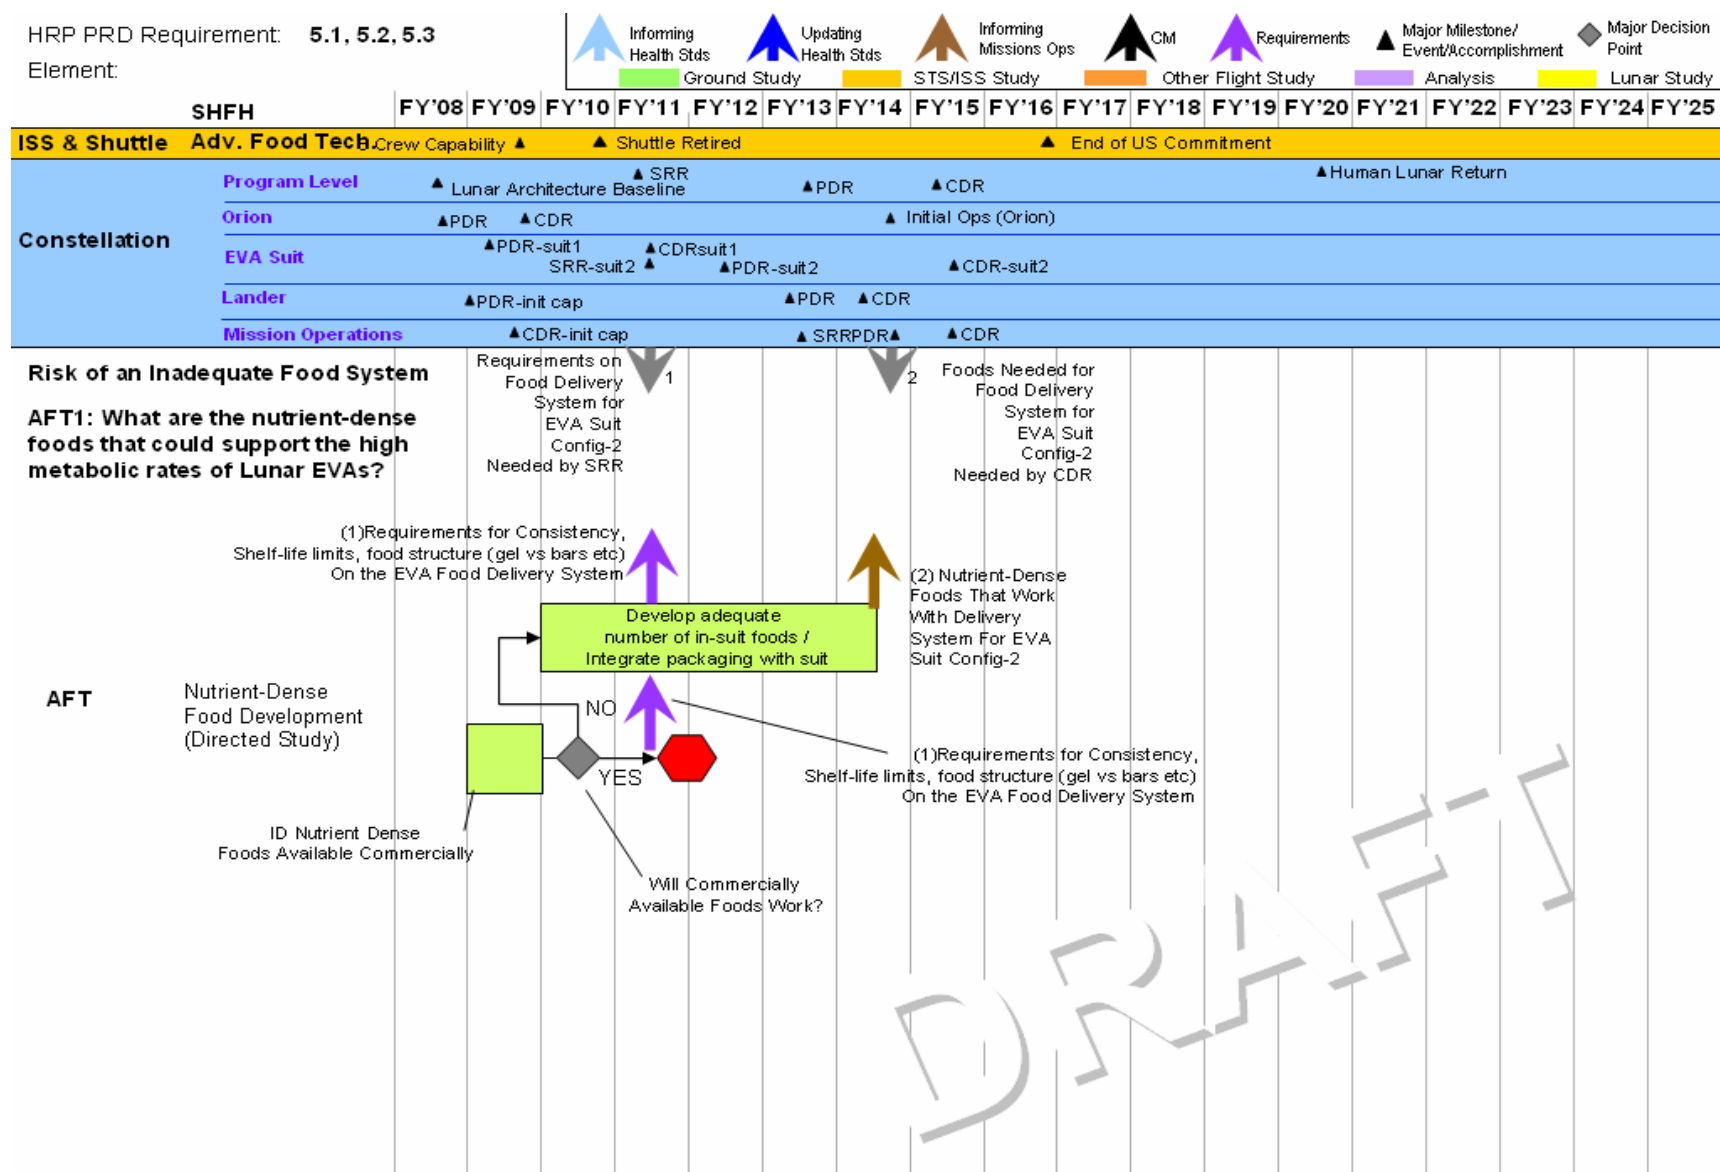 HRP PRD Requirement: 5.1, 5.2, 5.3
Element:
Informing
Health Stds
Updating
Health Stds
Informing
Missions Ops
CM
Requirements
Major Milestone/
Event/Accomplishment
Major Decision
Point
Ground Study
STS/ISS Study
Other Flight Study
Analysis
Lunar Study
SHFH
FY'08 FY'09 FY'10 FY'11 FY'12 FY'13 FY'14 FY'15 FY'16 FY'17 FY'18 FY'19 FY'20 FY'21 FY'22 FY'23 FY'24 FY'25
ISS & Shuttle
Adv. Food Tech.
Crew Capability
Shuttle Retired
End of US Commitment
Constellation
Program Level
Lunar Architecture Baseline
SRR
PDR
CDR
Human Lunar Return
Orion
PDR
CDR
Initial Ops (Orion)
EVA Suit
PDR-suit1
CDRsuit1
SRR-suit2
PDR-suit2
CDR-suit2
Lander
PDR-init cap
PDR
CDR
Mission Operations
CDR-init cap
SRR
PDR
CDR
Risk of an Inadequate Food System
AFT1: What are the nutrient-dense
foods that could support the high
metabolic rates of Lunar EVAs?
Requirements on
Food Delivery
System for
EVA Suit
Config-2
Needed by SRR
1
2
Foods Needed for
Food Delivery
System for
EVA Suit
Config-2
Needed by CDR
(1)Requirements for Consistency,
Shelf-life limits, food structure (gel vs bars etc)
On the EVA Food Delivery System
(2) Nutrient-Dense
Foods That Work
With Delivery
System For EVA
Suit Config-2
Develop adequate
number of in-suit foods /
Integrate packaging with suit
AFT
Nutrient-Dense
Food Development
(Directed Study)
NO
YES
(1)Requirements for Consistency,
Shelf-life limits, food structure (gel vs bars etc)
On the EVA Food Delivery System
ID Nutrient Dense
Foods Available Commercially
Will Commercially
Available Foods Work?
DRAFT